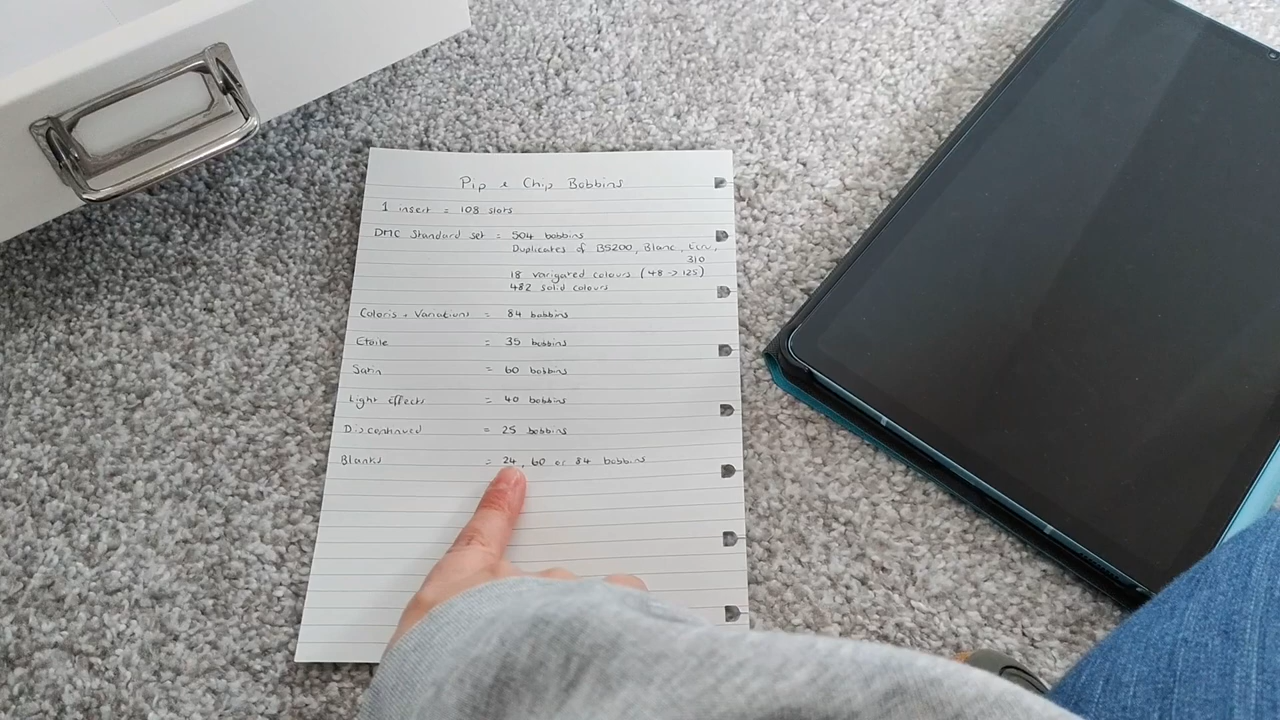 Pip & Chip Bobbins
1 insert = 108 slots
DMC Standard set = 504 bobbins
Duplicates of B5200, Blanc, Ecru,
310
18 varigated colours (48 -> 125)
482 solid colours
Coloris + Variations = 84 bobbins
Etoile = 35 bobbins
Satin = 60 bobbins
Light Effects = 40 bobbins
Discontinued = 25 bobbins
Blanks = 24, 60 or 84 bobbins